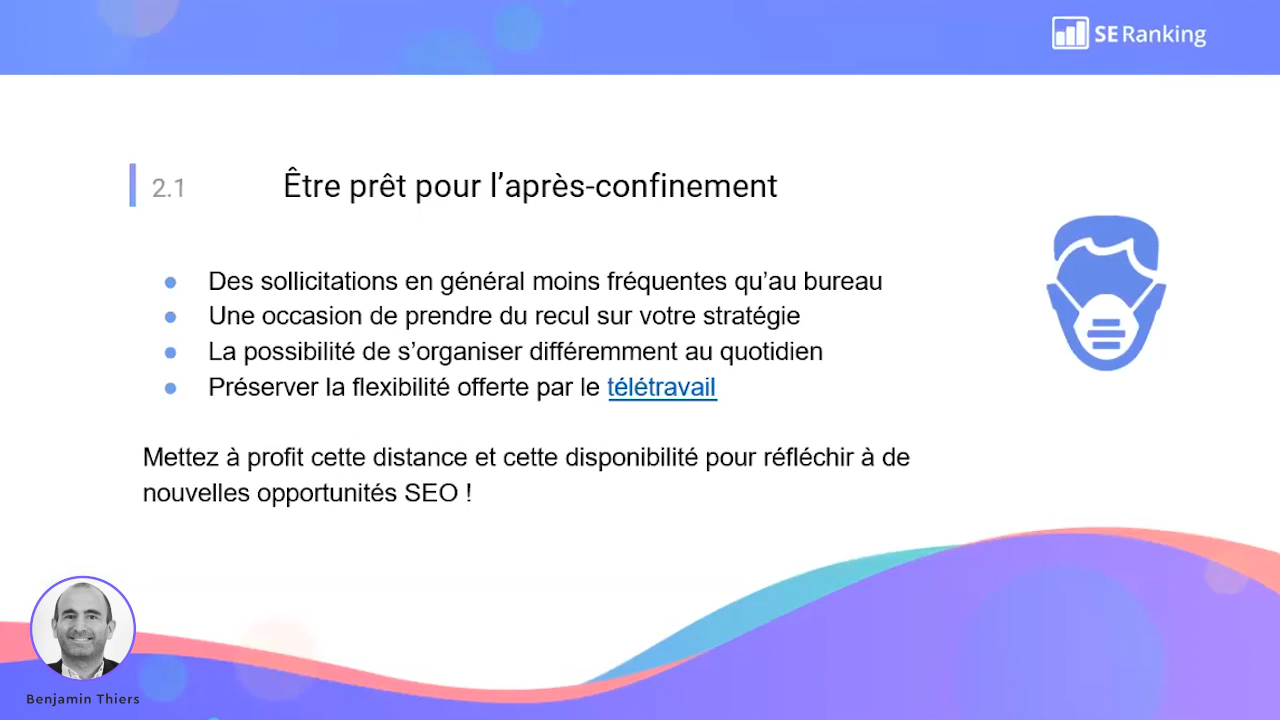 SE Ranking
2.1 Être prêt pour l’après-confinement
● Des sollicitations en général moins fréquentes qu’au bureau
● Une occasion de prendre du recul sur votre stratégie
● La possibilité de s’organiser différemment au quotidien
● Préserver la flexibilité offerte par le télétravail
Mettez à profit cette distance et cette disponibilité pour réfléchir à de
nouvelles opportunités SEO !
Benjamin Thiers